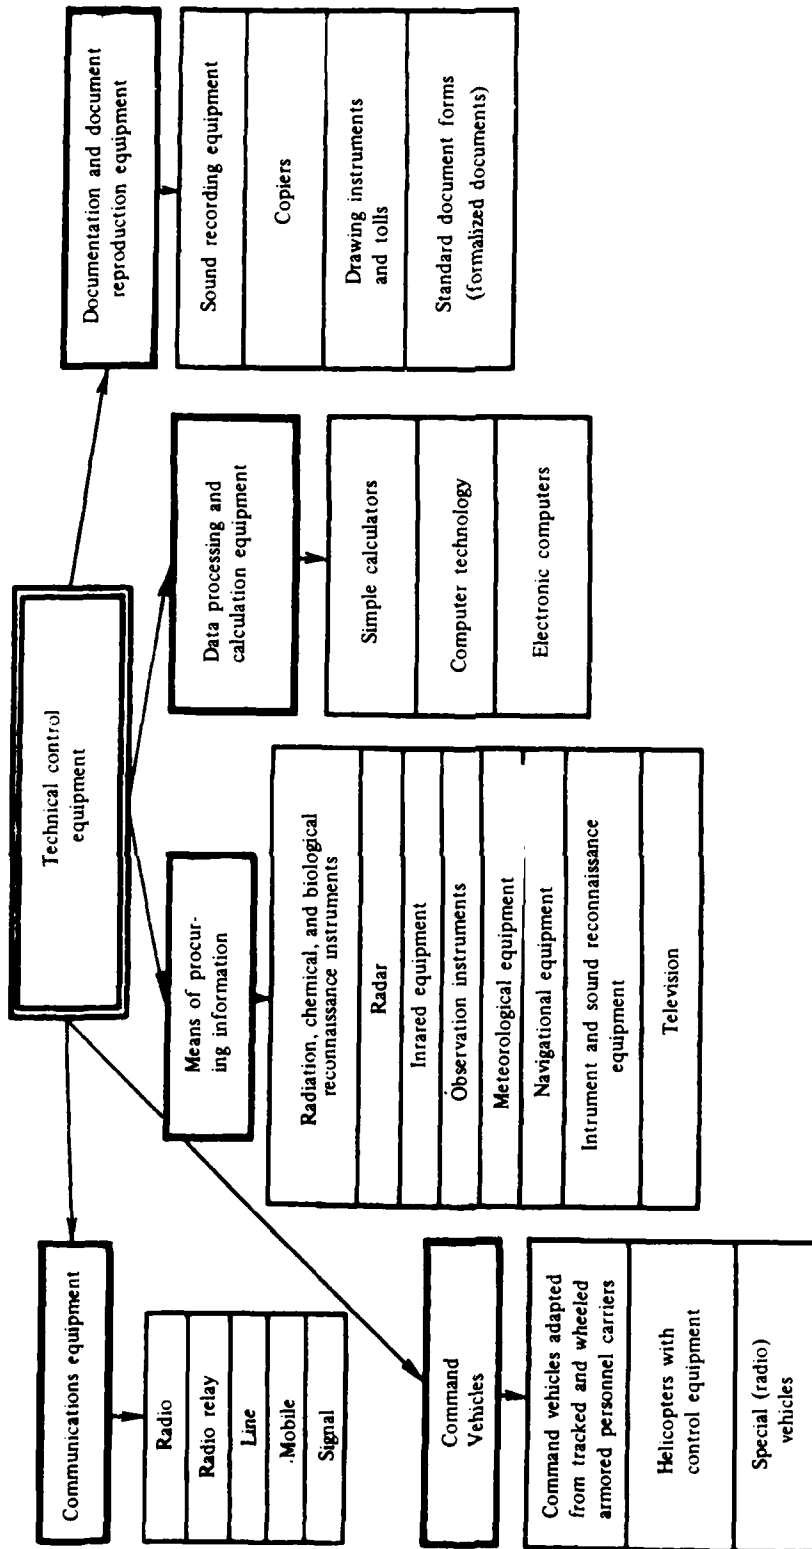 Technical control
equipment
Communications equipment
Radio
Radio relay
Line
Mobile
Signal
Command
Vehicles
Command vehicles adapted
from tracked and wheeled
armored personnel carriers
Helicopters with
control equipment
Special (radio)
vehicles
Means of procur-
ing information
Radiation, chemical, and biological
reconnaissance instruments
Radar
Inrared equipment
Observation instruments
Meteorological equipment
Navigational equipment
Intrument and sound reconnaissance
equipment
Television
Data processing and
calculation equipment
Simple calculators
Computer technology
Electronic computers
Documentation and document
reproduction equipment
Sound recording equipment
Copiers
Drawing instruments
and tolls
Standard document forms
(formalized documents)